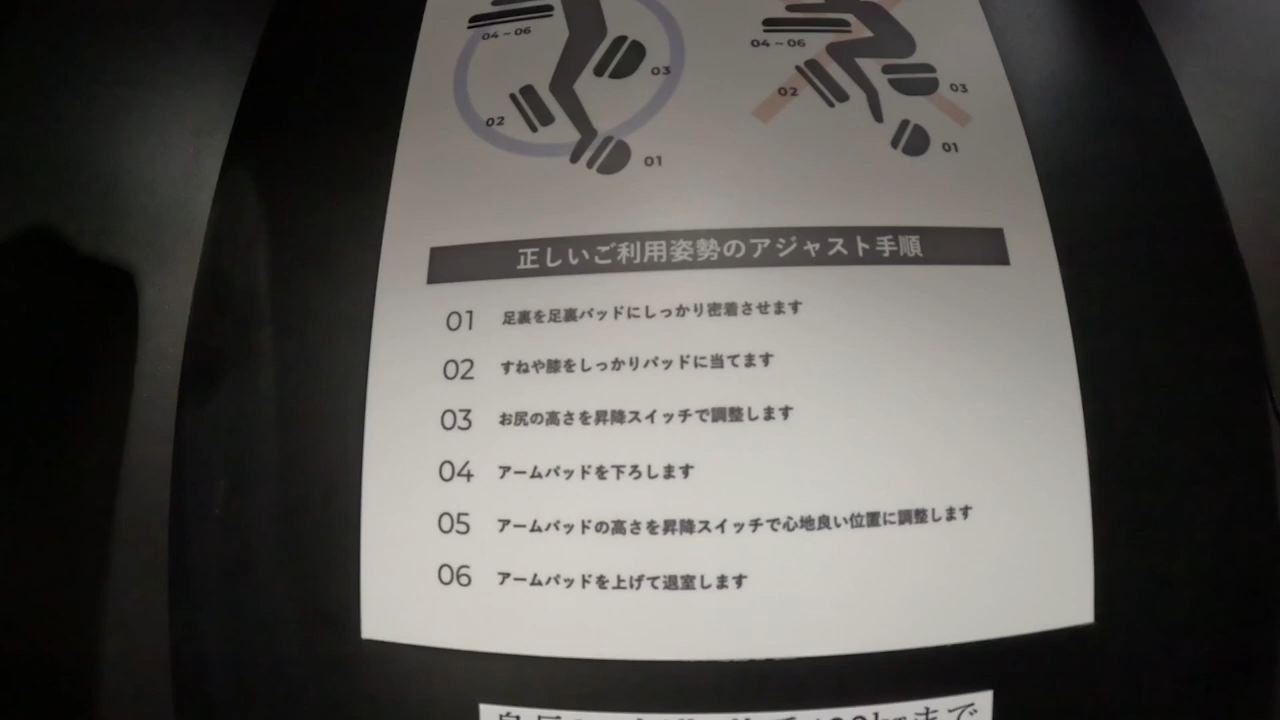 04 – 06
03
02
01
04 – 06
02
03
01
正しいご利用姿勢のアジャスト手順
01 足裏を足裏パッドにしっかり密着させます
02 すねや膝をしっかりパッドに当てます
03 お尻の高さを昇降スイッチで調整します
04 アームパッドを下ろします
05 アームパッドの高さを昇降スイッチで心地良い位置に調整します
06 アームパッドを上げて退室します